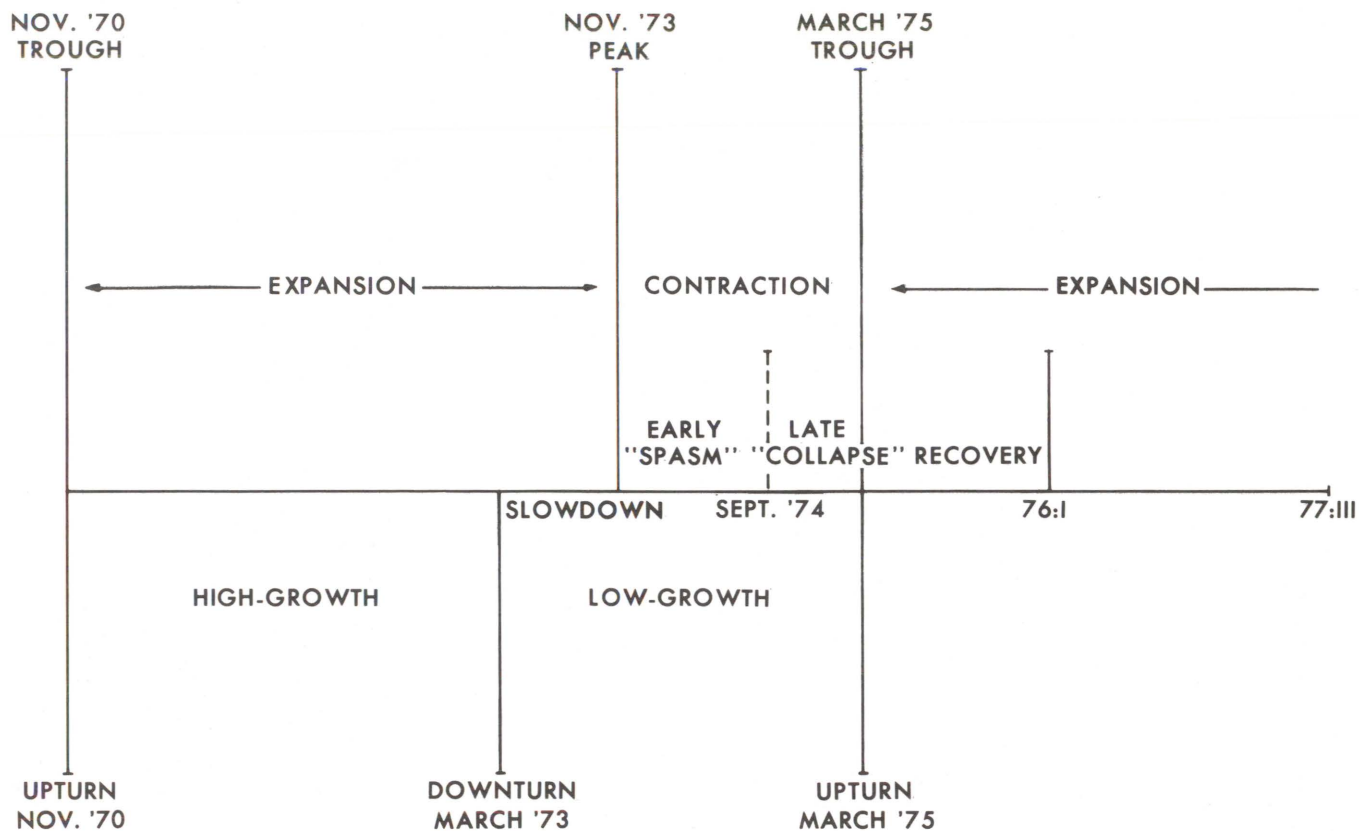 NOV. '70
TROUGH
NOV. '73
PEAK
MARCH '75
TROUGH
EXPANSION
CONTRACTION
EXPANSION
EARLY
"SPASM"
LATE
"COLLAPSE"
RECOVERY
SLOWDOWN
SEPT. '74
76:I
77:III
HIGH-GROWTH
LOW-GROWTH
UPTURN
NOV. '70
DOWNTURN
MARCH '73
UPTURN
MARCH '75